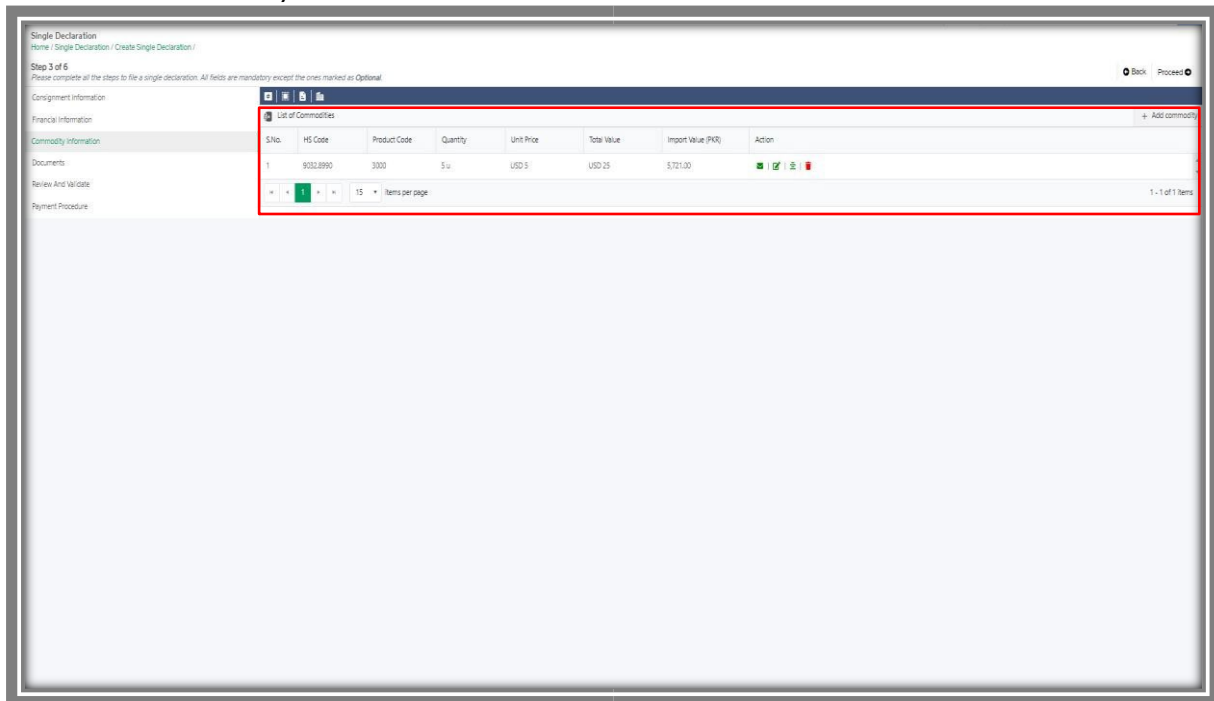 Single Declaration
Home / Single Declaration / Create Single Declaration /
Step 3 of 6
Please complete all the steps to file a single declaration. All fields are mandatory except the ones marked as Optional.
Back Proceed
Consignment Information
Financial Information
Commodity Information
Documents
Review And Validate
Payment Procedure
List of Commodities + Add commodity
S.No. HS Code Product Code Quantity Unit Price Total Value Import Value (PKR) Action
1 9032.8990 3000 5 u USD 5 USD 25 5,721.00
1 15 items per page 1 - 1 of 1 items